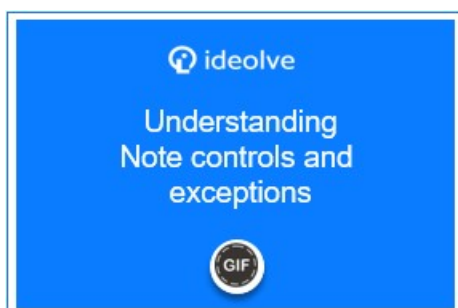 ideolve
Understanding
Note controls and
exceptions
GIF